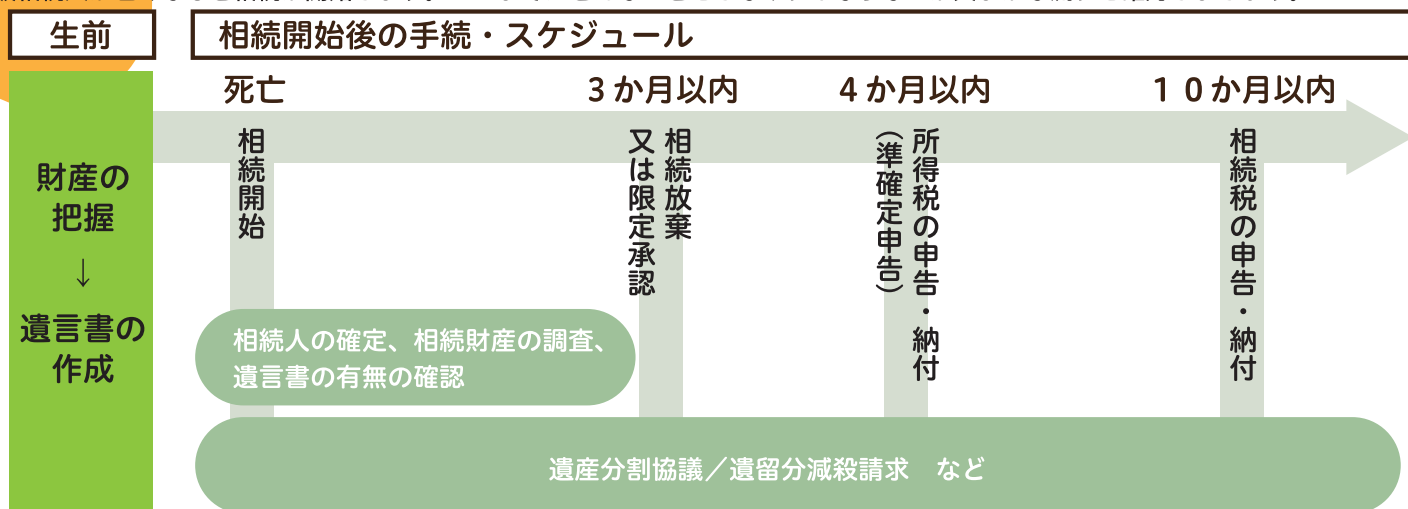 生前
相続開始後の手続・スケジュール
死亡
3か月以内
4か月以内
10か月以内
財産の
把握
↓
遺言書の
作成
相続開始
相続放棄
又は限定承認
所得税の申告・納付
(準確定申告)
相続税の申告・納付
相続人の確定、相続財産の調査、
遺言書の有無の確認
遺産分割協議／遺留分減殺請求　など